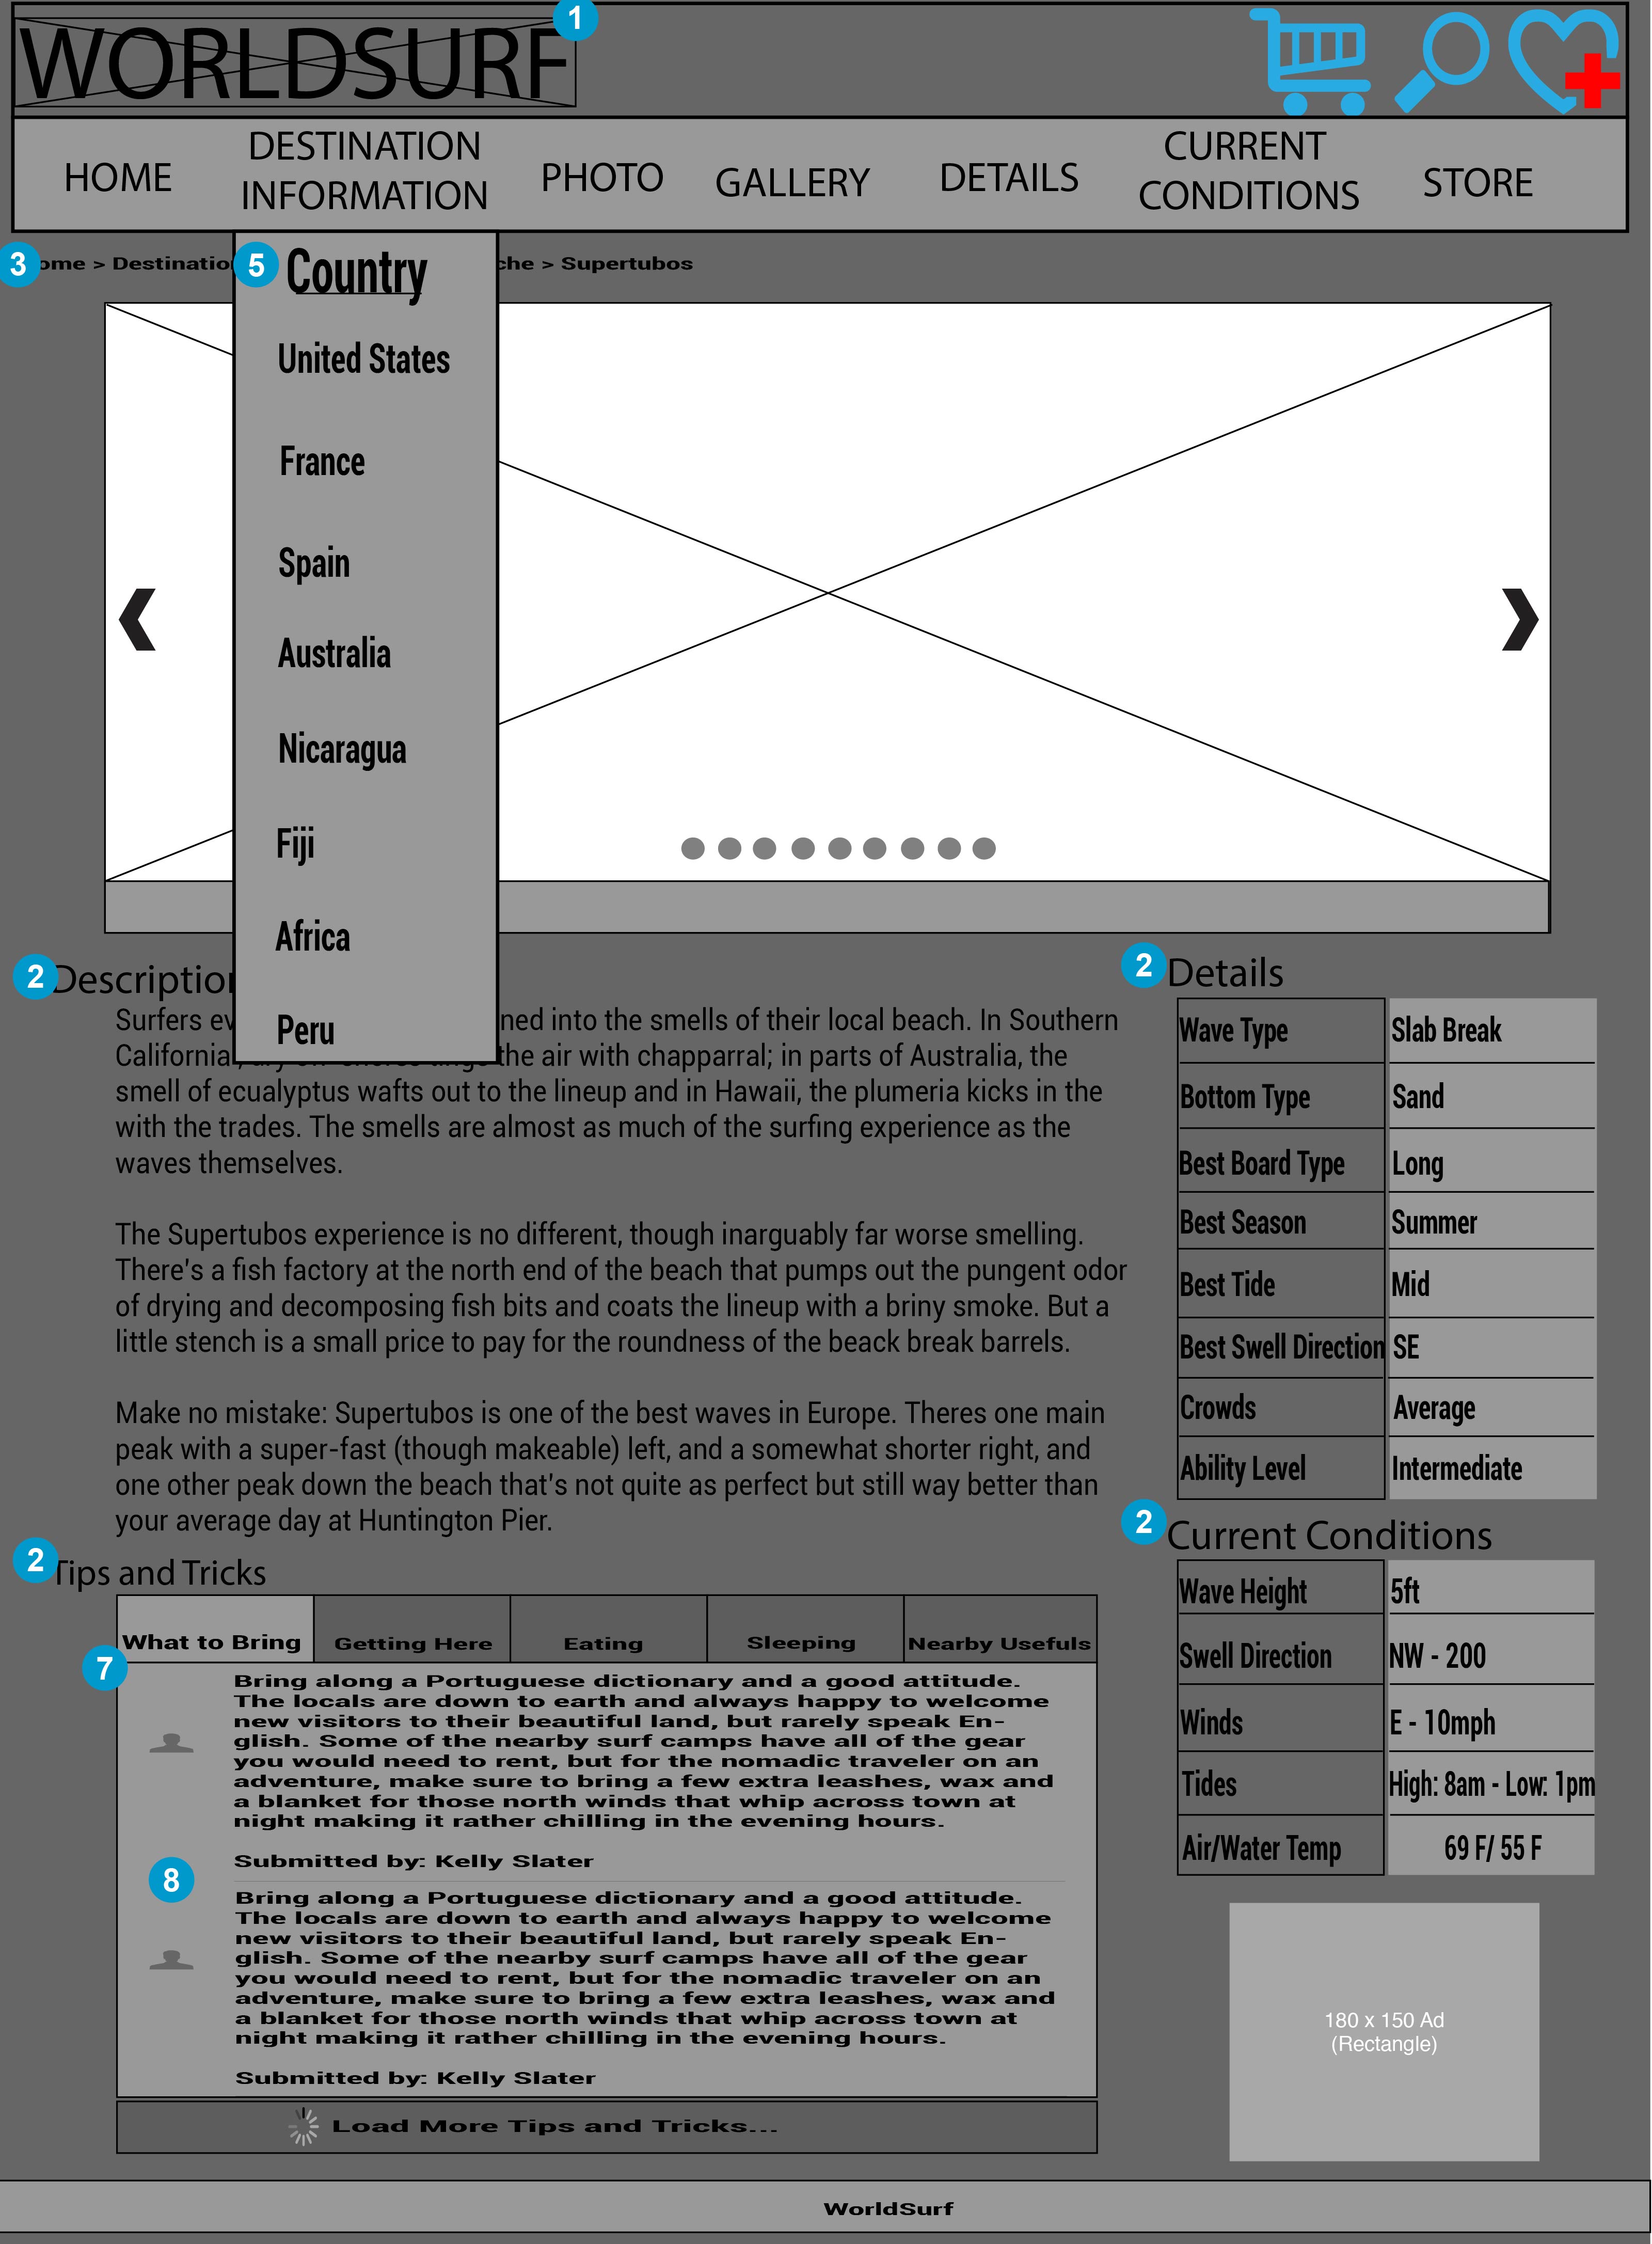 WORLDSURF
1
HOME
DESTINATION
INFORMATION
PHOTO
GALLERY
DETAILS
CURRENT
CONDITIONS
STORE
3
ome > Destinatio
che > Supertubos
5
Country
United States
France
Spain
Australia
Nicaragua
Fiji
Africa
Peru
2
Description
Surfers ev ned into the smells of their local beach. In Southern
California, the air with chapparral; in parts of Australia, the
smell of ecualyptus wafts out to the lineup and in Hawaii, the plumeria kicks in the
with the trades. The smells are almost as much of the surfing experience as the
waves themselves.
The Supertubos experience is no different, though inarguably far worse smelling.
There's a fish factory at the north end of the beach that pumps out the pungent odor
of drying and decomposing fish bits and coats the lineup with a briny smoke. But a
little stench is a small price to pay for the roundness of the beack break barrels.
Make no mistake: Supertubos is one of the best waves in Europe. Theres one main
peak with a super-fast (though makeable) left, and a somewhat shorter right, and
one other peak down the beach that's not quite as perfect but still way better than
your average day at Huntington Pier.
2
Tips and Tricks
What to Bring
Getting Here
Eating
Sleeping
Nearby Usefuls
7
Bring along a Portuguese dictionary and a good attitude.
The locals are down to earth and always happy to welcome
new visitors to their beautiful land, but rarely speak En-
glish. Some of the nearby surf camps have all of the gear
you would need to rent, but for the nomadic traveler on an
adventure, make sure to bring a few extra leashes, wax and
a blanket for those north winds that whip across town at
night making it rather chilling in the evening hours.
Submitted by: Kelly Slater
8
Bring along a Portuguese dictionary and a good attitude.
The locals are down to earth and always happy to welcome
new visitors to their beautiful land, but rarely speak En-
glish. Some of the nearby surf camps have all of the gear
you would need to rent, but for the nomadic traveler on an
adventure, make sure to bring a few extra leashes, wax and
a blanket for those north winds that whip across town at
night making it rather chilling in the evening hours.
Submitted by: Kelly Slater
Load More Tips and Tricks...
2
Details
Wave Type Slab Break
Bottom Type Sand
Best Board Type Long
Best Season Summer
Best Tide Mid
Best Swell Direction SE
Crowds Average
Ability Level Intermediate
2
Current Conditions
Wave Height 5ft
Swell Direction NW - 200
Winds E - 10mph
Tides High: 8am - Low: 1pm
Air/Water Temp 69 F/ 55 F
180 x 150 Ad
(Rectangle)
WorldSurf